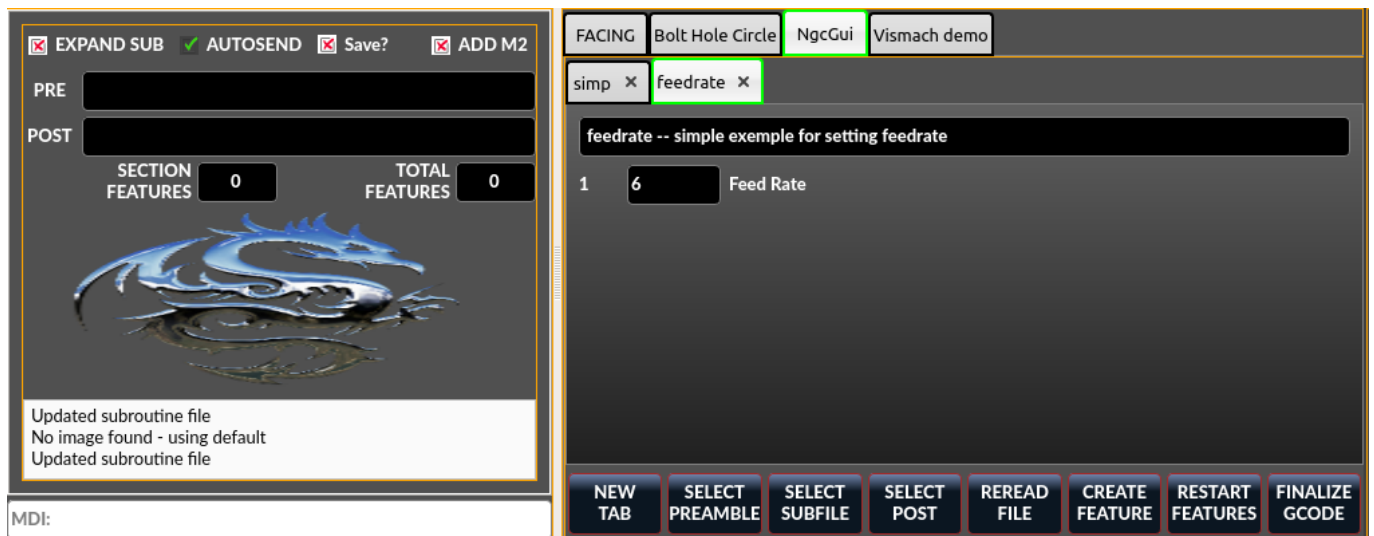 EXPAND SUB AUTOSEND Save? ADD M2
PRE
POST
SECTION
FEATURES 0
TOTAL
FEATURES 0
Updated subroutine file
No image found - using default
Updated subroutine file
MDI:
FACING Bolt Hole Circle NgcGui Vismach demo
simp × feedrate ×
feedrate -- simple exemple for setting feedrate
1 6 Feed Rate
NEW
TAB
SELECT
PREAMBLE
SELECT
SUBFILE
SELECT
POST
REREAD
FILE
CREATE
FEATURE
RESTART
FEATURES
FINALIZE
GCODE